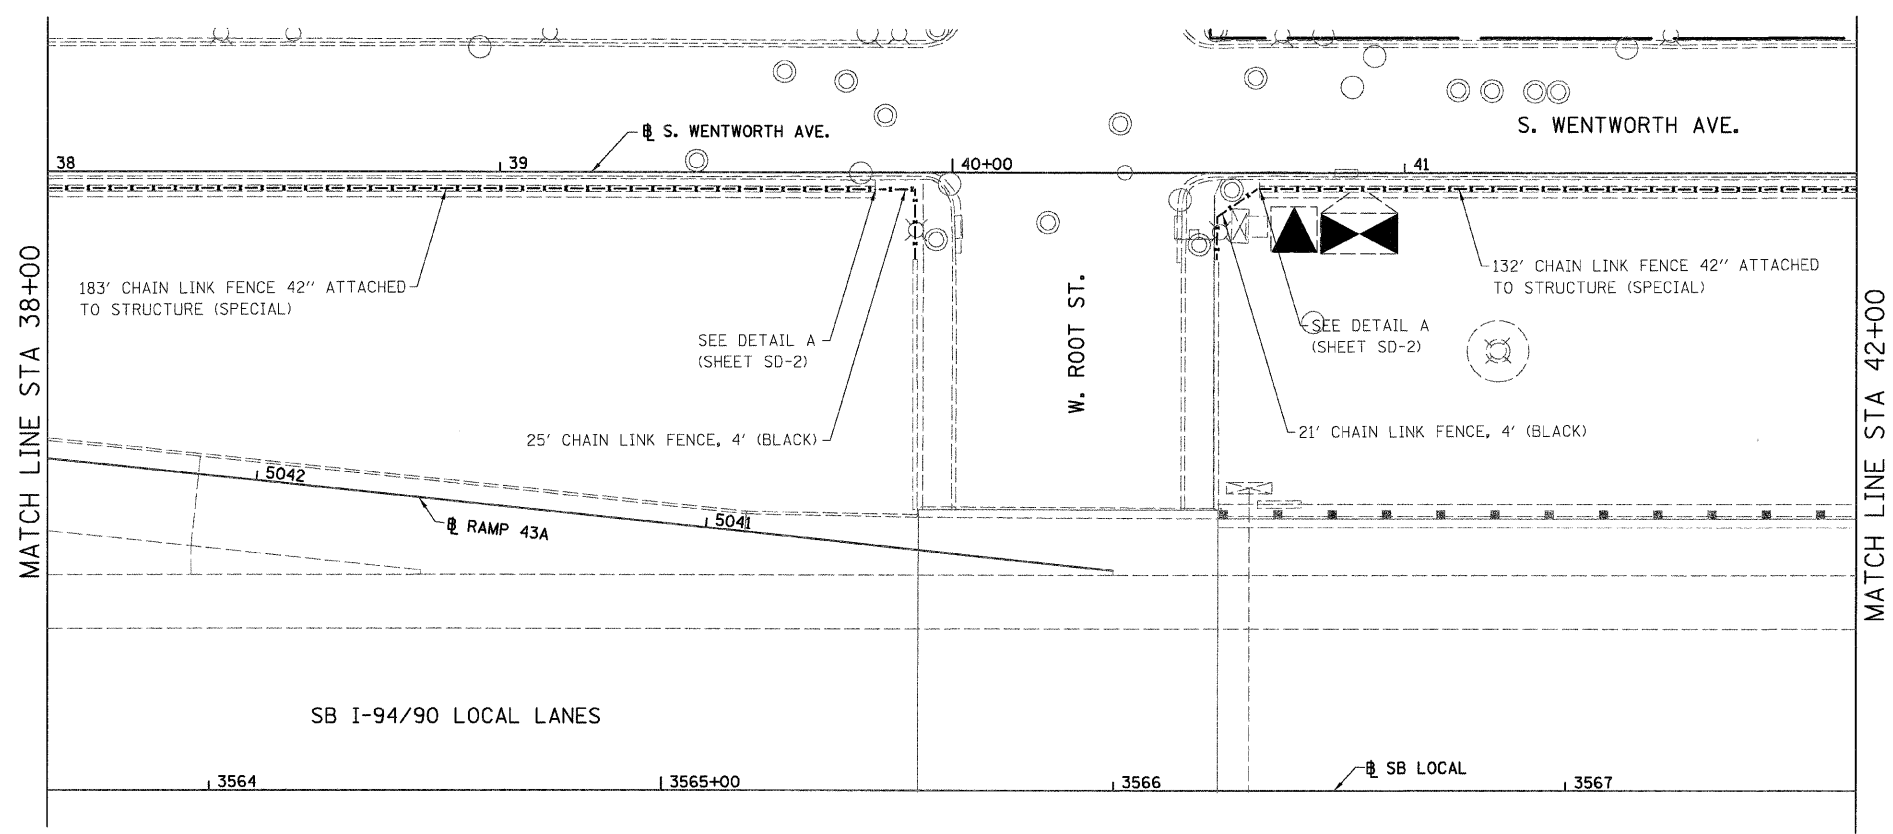 ℄ S. WENTWORTH AVE.
S. WENTWORTH AVE.
38
39
40+00
41
MATCH LINE STA 38+00
183' CHAIN LINK FENCE 42" ATTACHED
TO STRUCTURE (SPECIAL)
SEE DETAIL A
(SHEET SD-2)
25' CHAIN LINK FENCE, 4' (BLACK)
W. ROOT ST.
132' CHAIN LINK FENCE 42" ATTACHED
TO STRUCTURE (SPECIAL)
SEE DETAIL A
(SHEET SD-2)
21' CHAIN LINK FENCE, 4' (BLACK)
MATCH LINE STA 42+00
5042
5041
℄ RAMP 43A
SB I-94/90 LOCAL LANES
℄ SB LOCAL
3564
3565+00
3566
3567